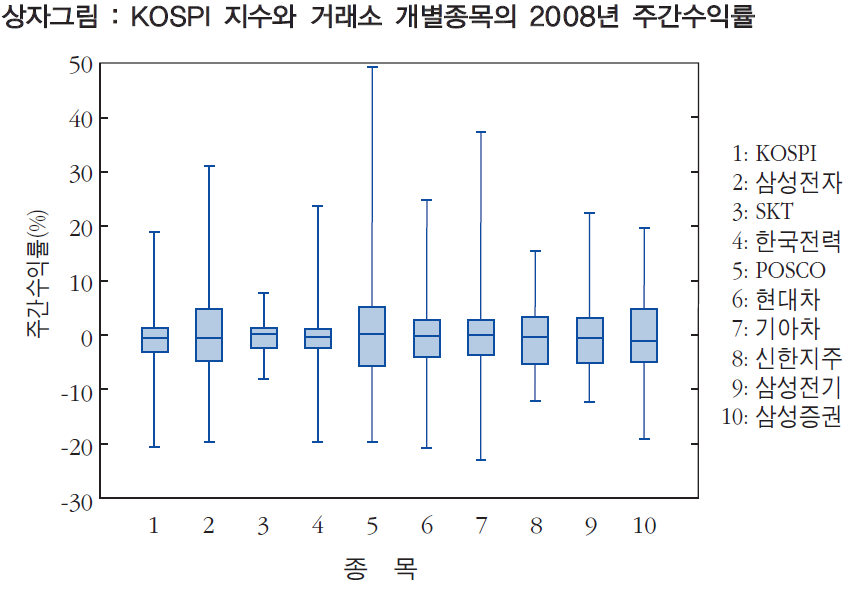 상자그림 : KOSPI 지수와 거래소 개별종목의 2008년 주간수익률
주간수익률(%)
50
40
30
20
10
0
-10
-20
-30
1 2 3 4 5 6 7 8 9 10
종 목
1: KOSPI
2: 삼성전자
3: SKT
4: 한국전력
5: POSCO
6: 현대차
7: 기아차
8: 신한지주
9: 삼성전기
10: 삼성증권